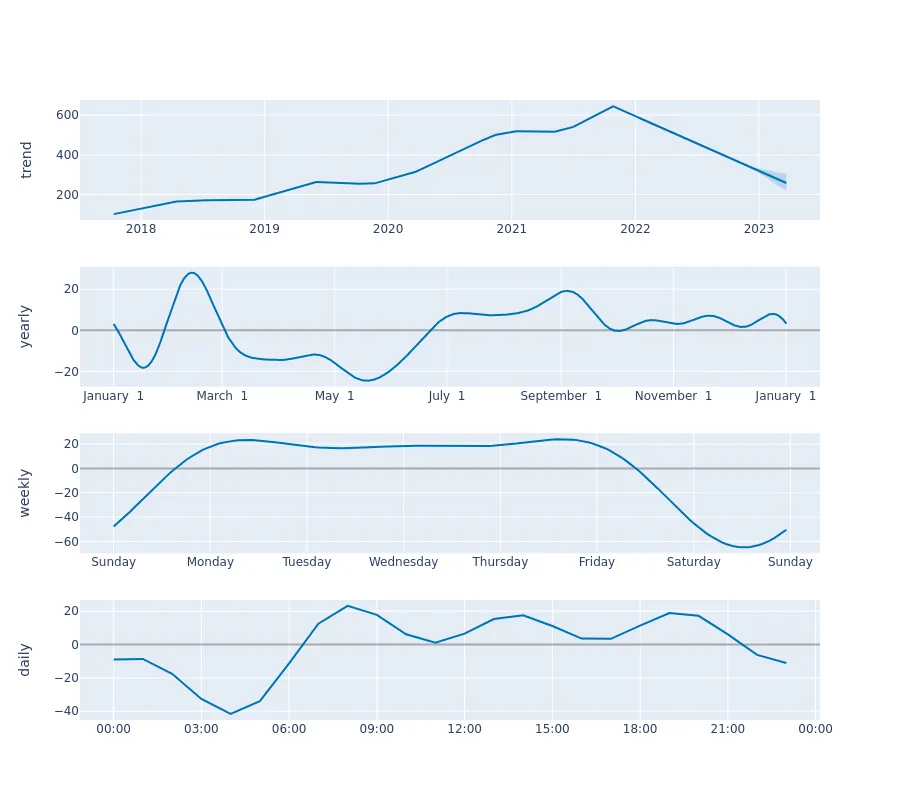 trend
600
400
200
2018 2019 2020 2021 2022 2023
yearly
20
0
−20
January 1 March 1 May 1 July 1 September 1 November 1 January 1
weekly
20
0
−20
−40
−60
Sunday Monday Tuesday Wednesday Thursday Friday Saturday Sunday
daily
20
0
−20
−40
00:00 03:00 06:00 09:00 12:00 15:00 18:00 21:00 00:00